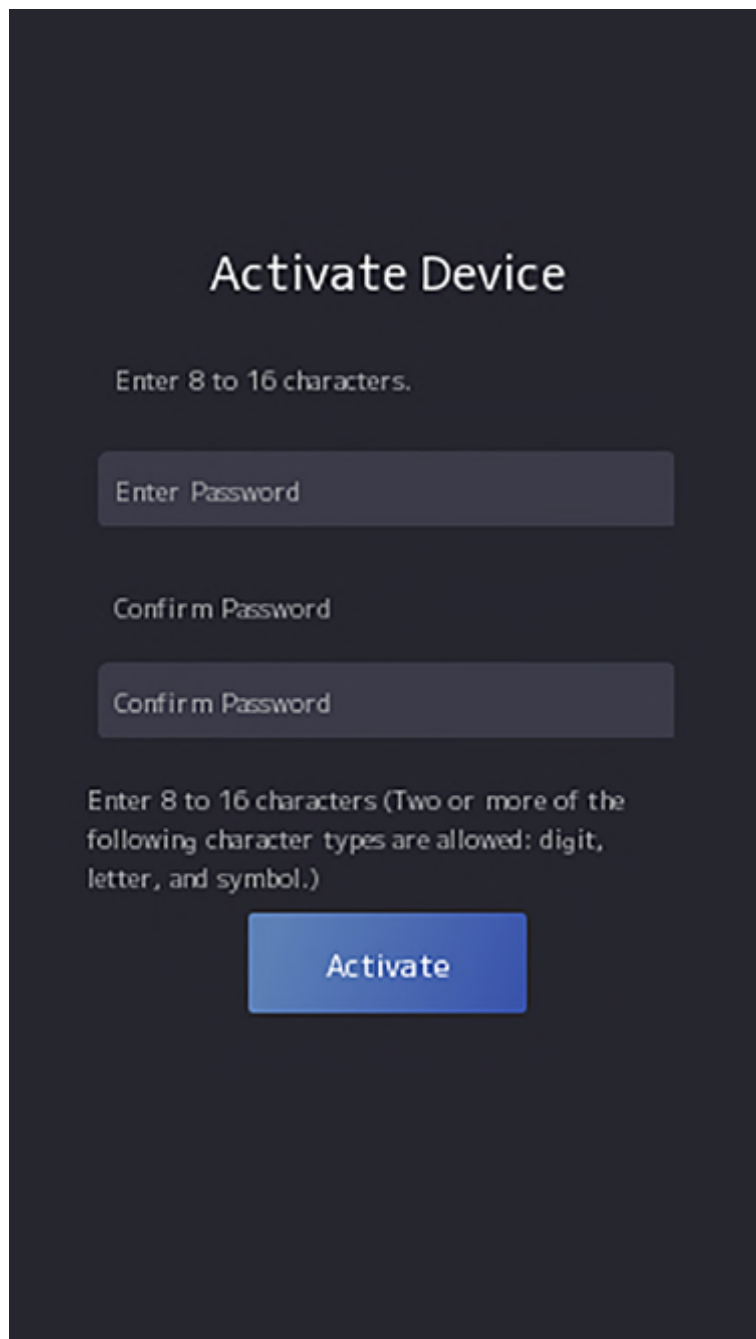 Activate Device
Enter 8 to 16 characters.
Enter Password
Confirm Password
Confirm Password
Enter 8 to 16 characters (Two or more of the
following character types are allowed: digit,
letter, and symbol.)
Activate